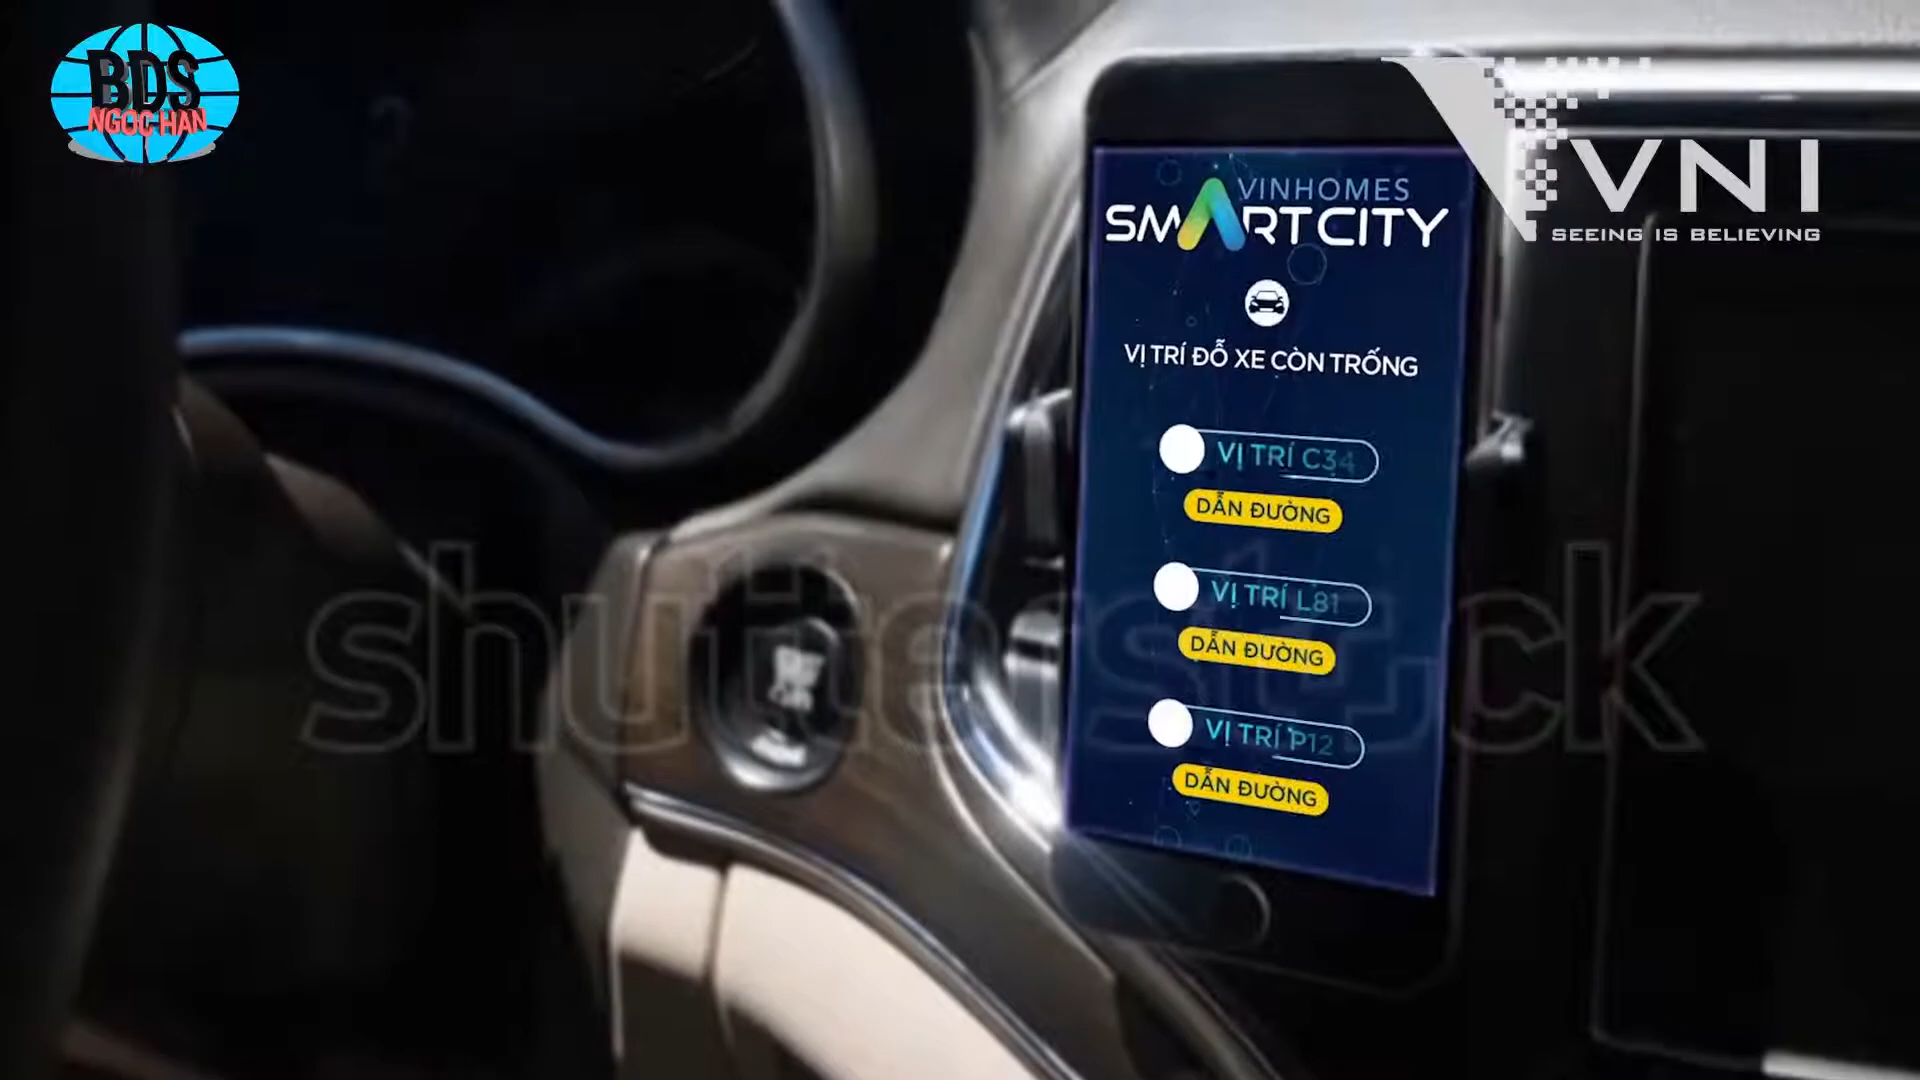 BDS
NGOC HAN
VNI
SEEING IS BELIEVING
VINHOMES
SMARTCITY
VỊ TRÍ ĐỖ XE CÒN TRỐNG
VỊ TRÍ C34
DẪN ĐƯỜNG
VỊ TRÍ L81
DẪN ĐƯỜNG
VỊ TRÍ P12
DẪN ĐƯỜNG
shutterstock